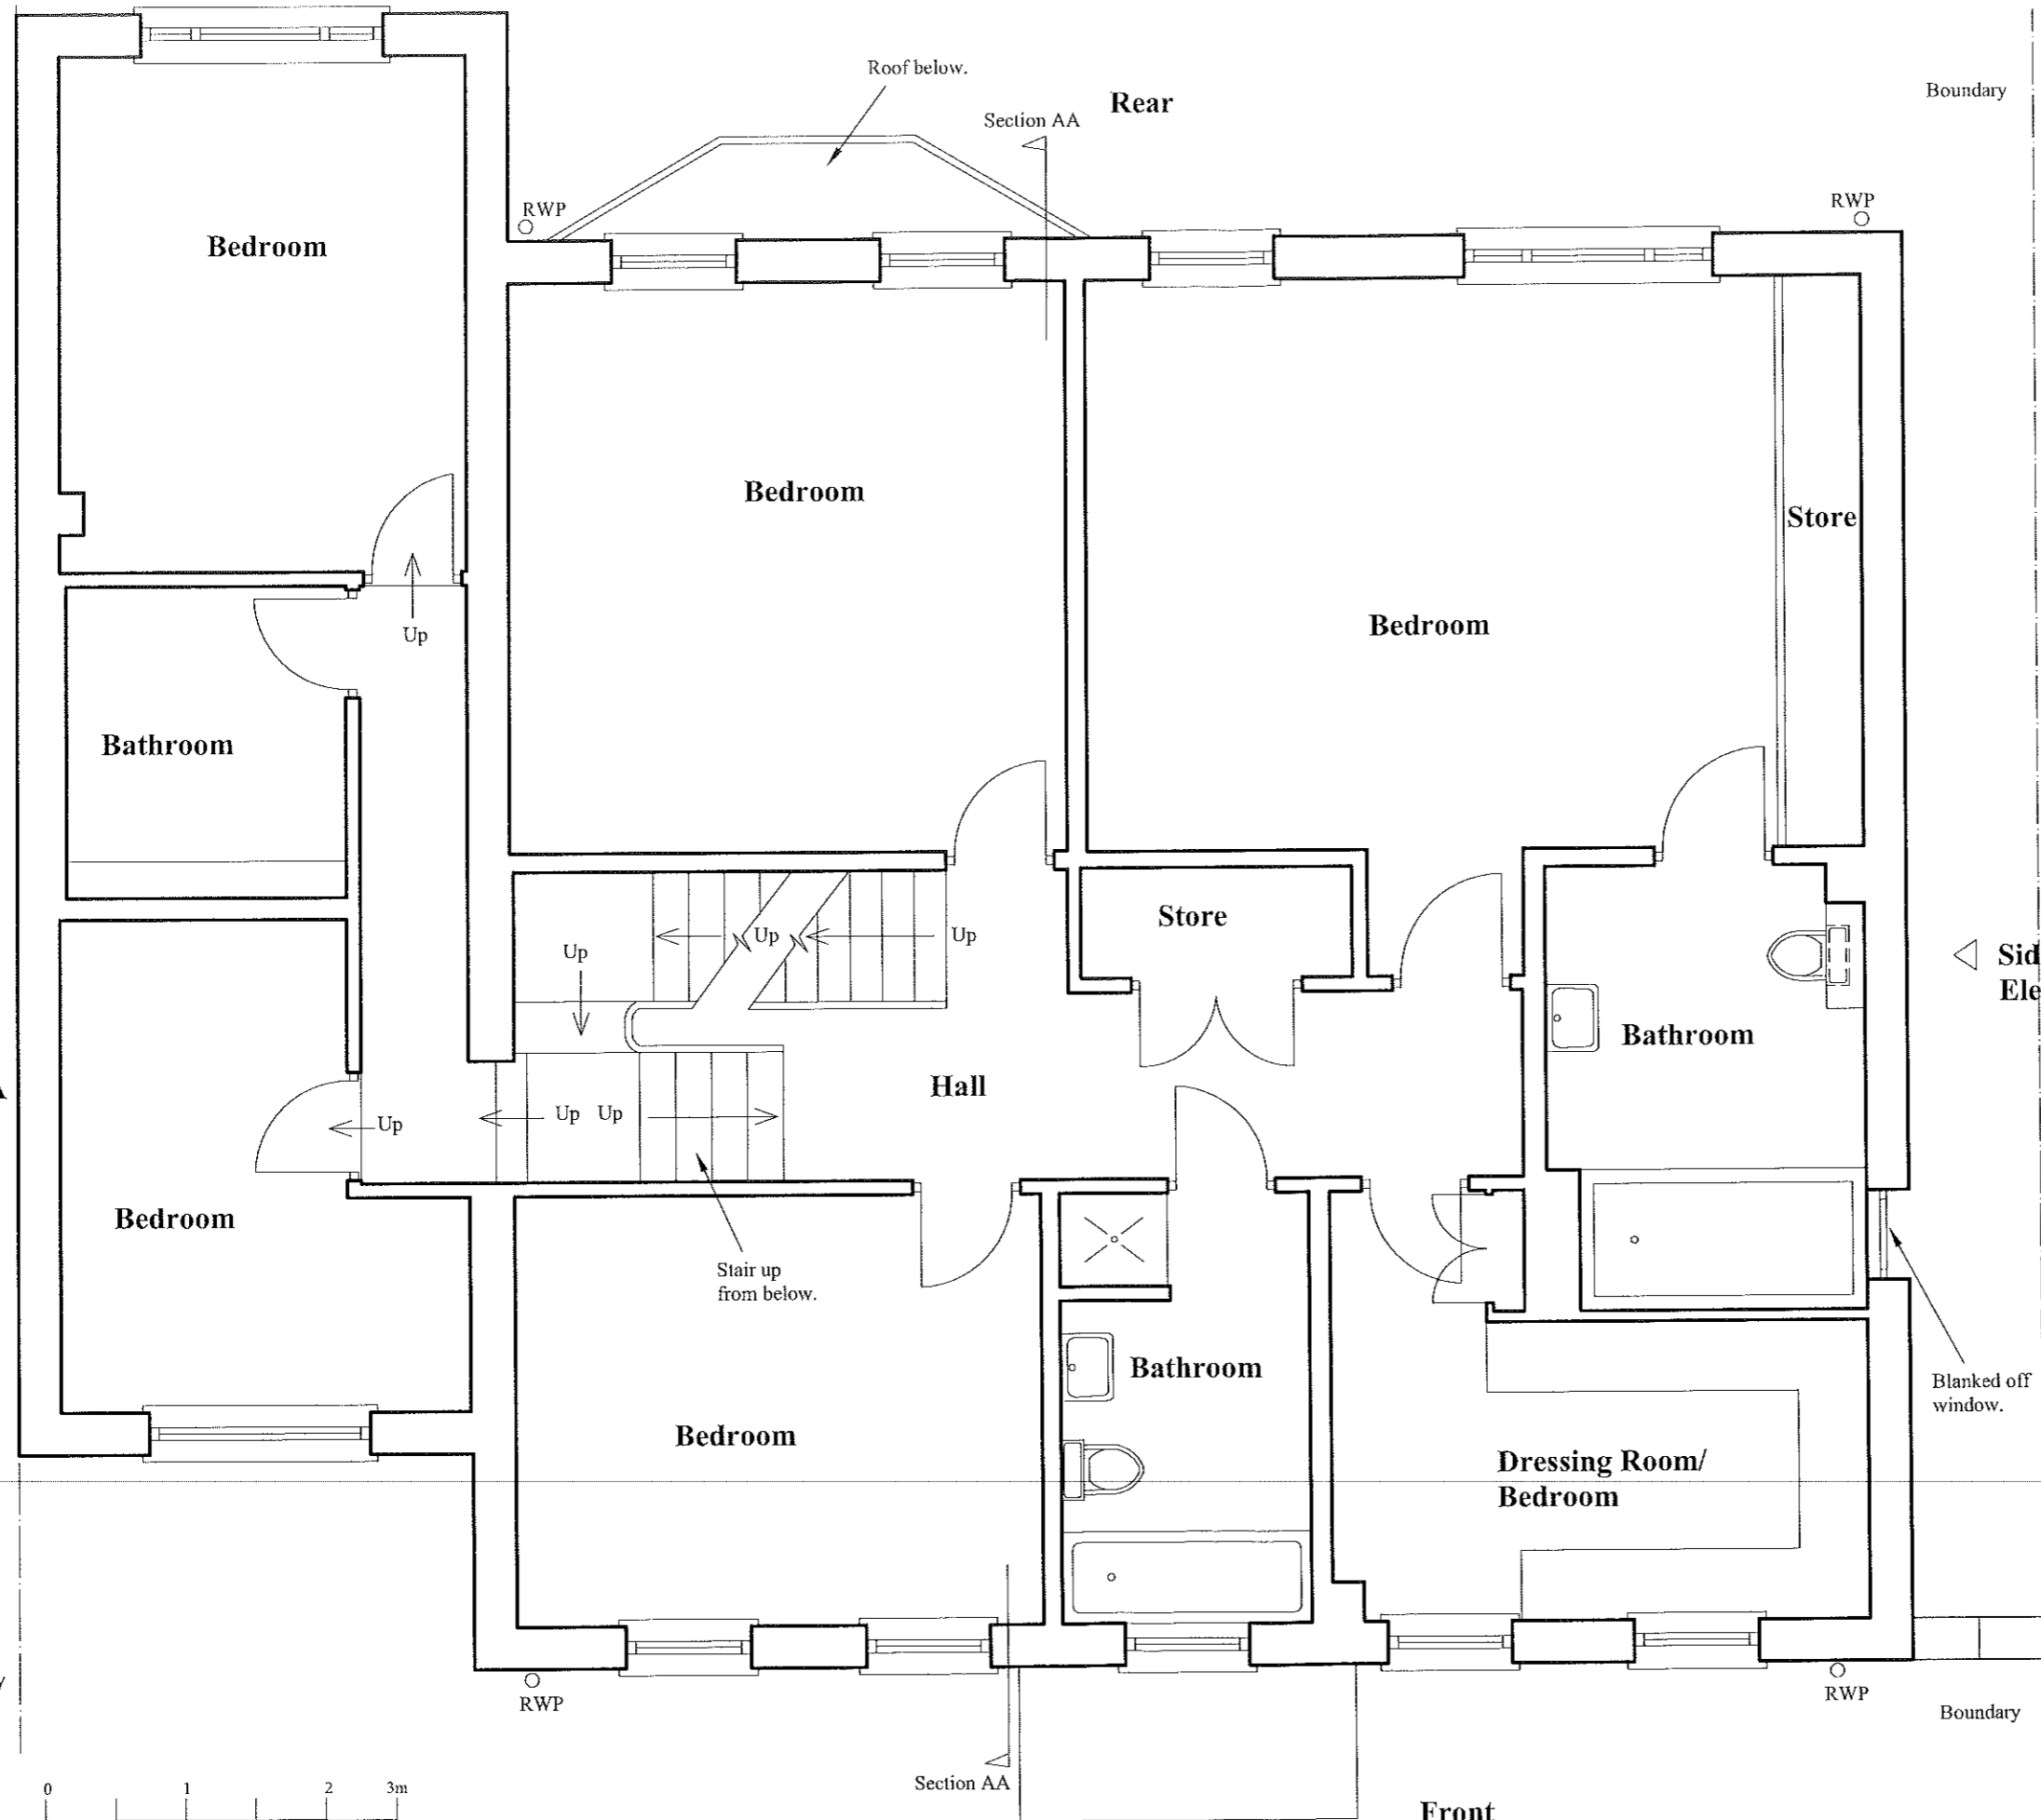 Roof below.
Rear
Section AA
Boundary
RWP
RWP
Bedroom
Bedroom
Store
Bedroom
Up
Bathroom
Store
Up
Up
Up
Sid
Ele
Bathroom
Hall
Up
Up
Up
Bedroom
Stair up
from below.
Bathroom
Blanked off
window.
Bedroom
Dressing Room/
Bedroom
RWP
RWP
Boundary
Section AA
0 1 2 3m
Front